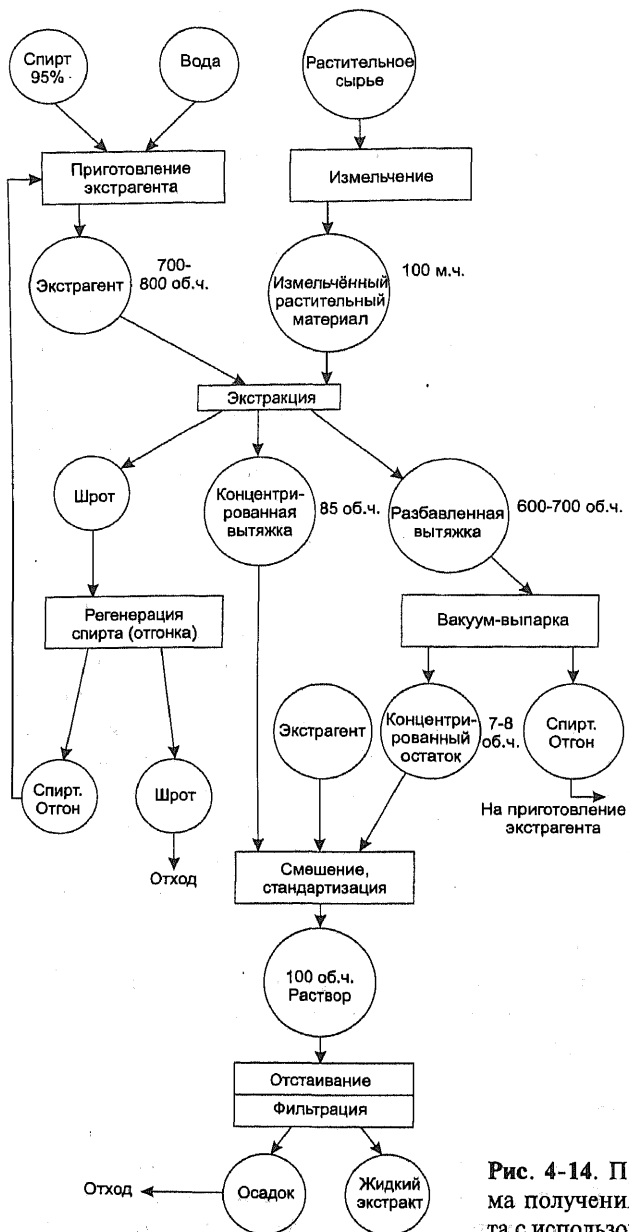 Спирт
95%
Вода
Растительное
сырье
Приготовление
экстрагента
Измельчение
Экстрагент
700-
800 об.ч.
Измельчённый
растительный
материал
100 м.ч.
Экстракция
Шрот
Концентри-
рованная
вытяжка
85 об.ч.
Разбавленная
вытяжка
600-700 об.ч.
Регенерация
спирта (отгонка)
Вакуум-выпарка
Экстрагент
Концентри-
рованный
остаток
7-8
об.ч.
Спирт.
Отгон
Спирт.
Отгон
Шрот
На приготовление
экстрагента
Отход
Смешение,
стандартизация
100 об.ч.
Раствор
Отстаивание
Фильтрация
Отход
Осадок
Жидкий
экстракт
Рис. 4-14. П
ма получени
та с использо